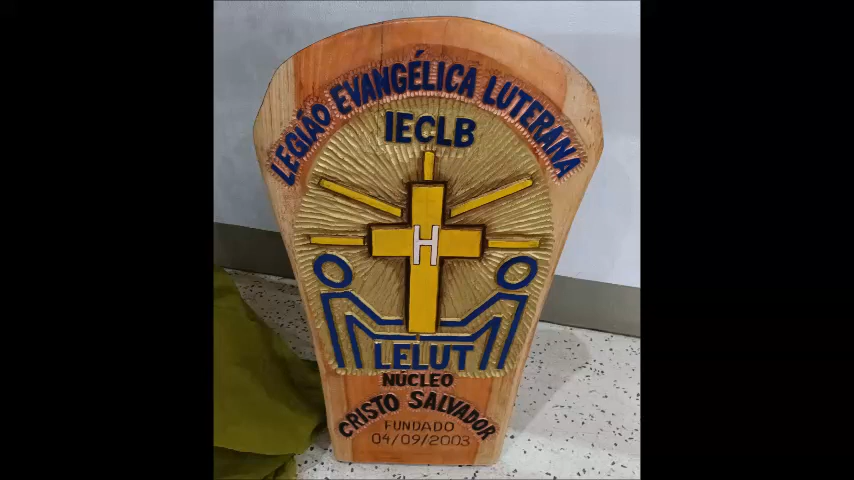 LEGIÃO EVANGÉLICA LUTERANA
IECLB
H
LELUT
NÚCLEO
CRISTO SALVADOR
FUNDADO
04/09/2003